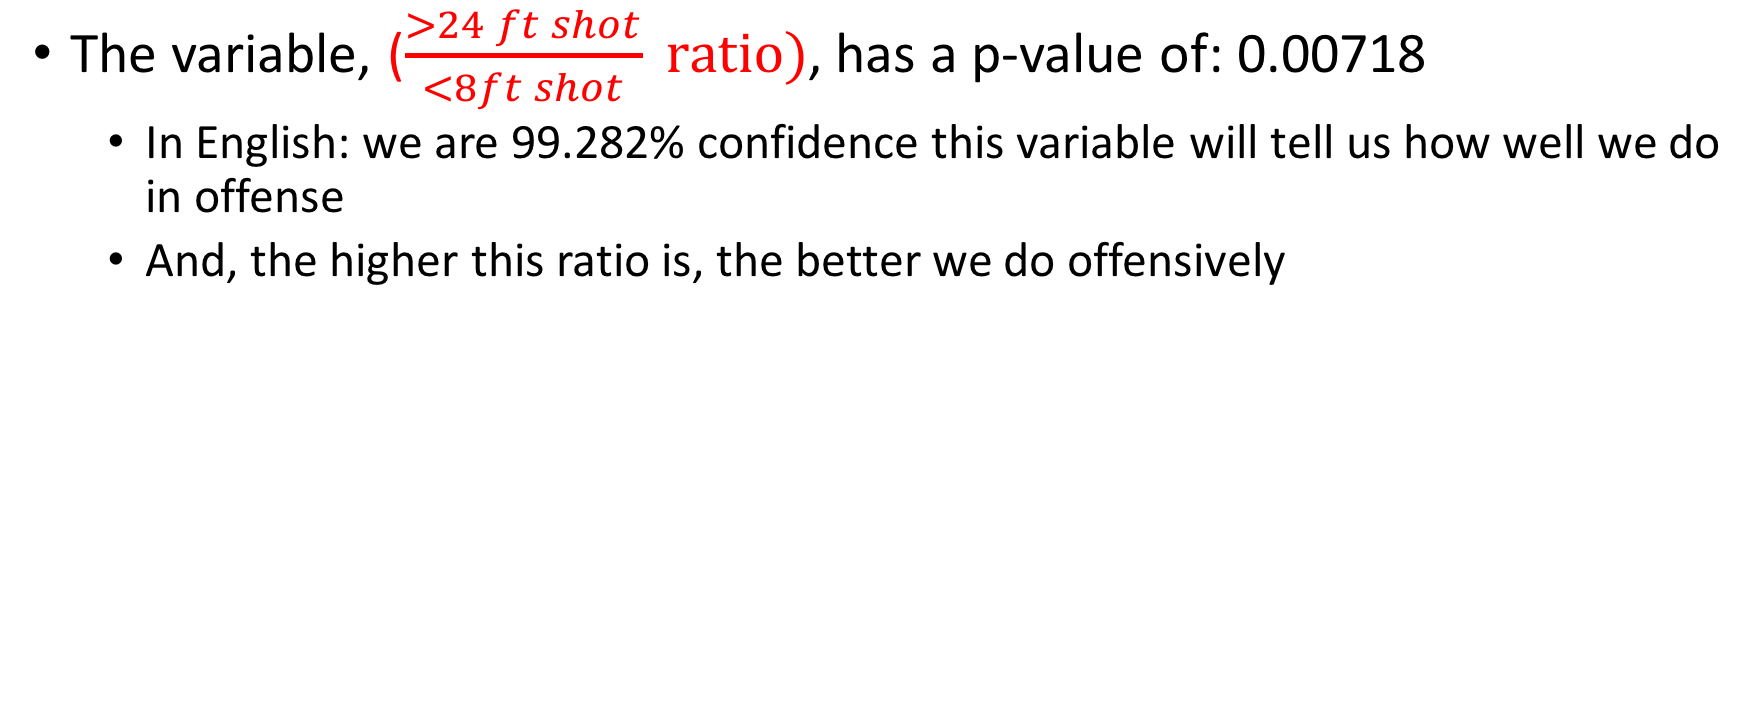 • The variable, (>24 ft shot / <8ft shot ratio), has a p-value of: 0.00718
• In English: we are 99.282% confidence this variable will tell us how well we do
in offense
• And, the higher this ratio is, the better we do offensively